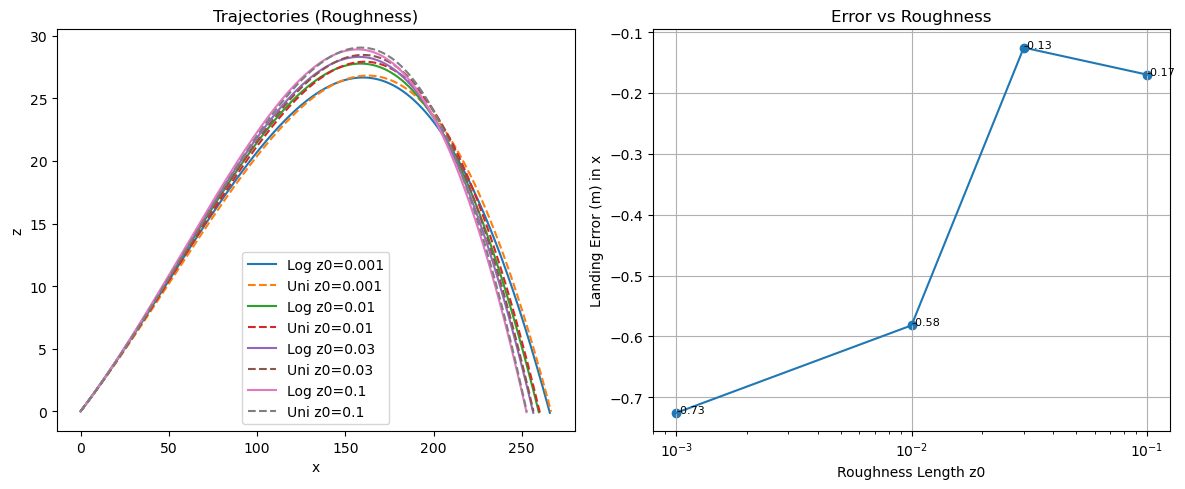 Trajectories (Roughness)
z
30
25
20
15
10
5
0
0
50
100
150
200
250
x
Log z0=0.001
Uni z0=0.001
Log z0=0.01
Uni z0=0.01
Log z0=0.03
Uni z0=0.03
Log z0=0.1
Uni z0=0.1
Error vs Roughness
Landing Error (m) in x
−0.1
−0.2
−0.3
−0.4
−0.5
−0.6
−0.7
-0.73
-0.58
-0.13
-0.17
10⁻³
10⁻²
10⁻¹
Roughness Length z0